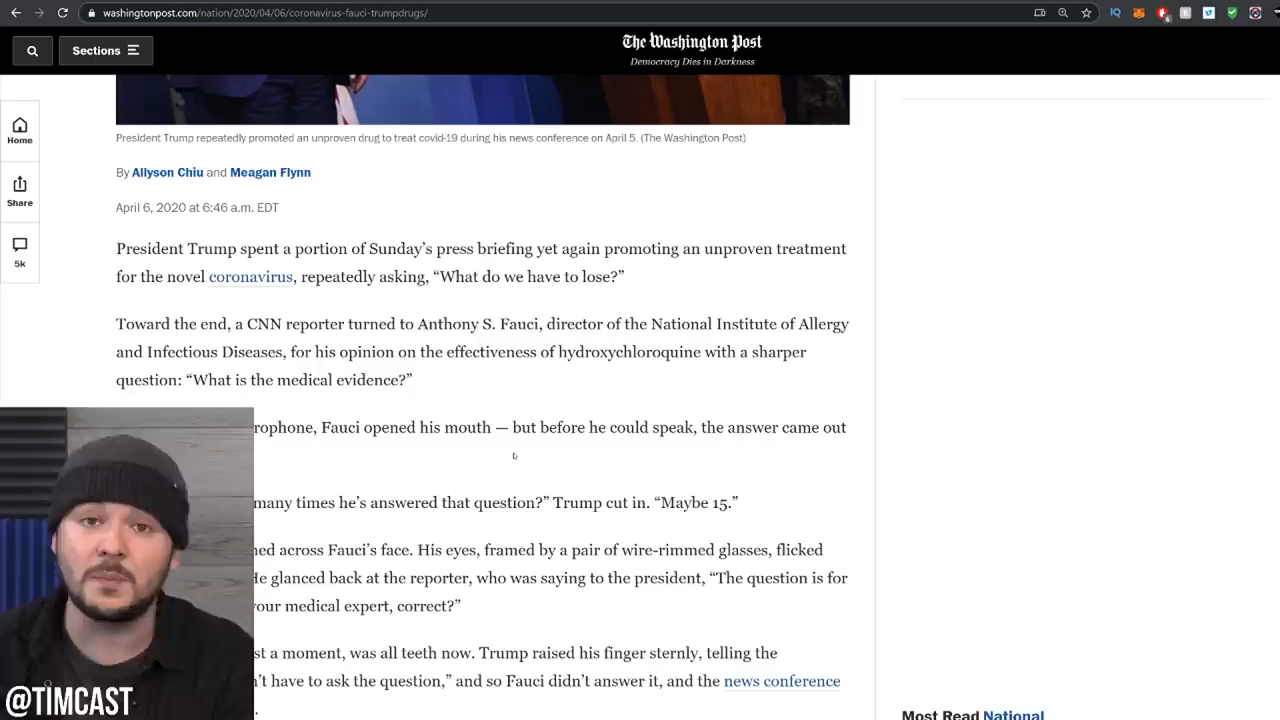 washingtonpost.com/nation/2020/04/06/coronavirus-fauci-trumpdrugs/
Sections
The Washington Post
Democracy Dies in Darkness
Home
Share
5k
President Trump repeatedly promoted an unproven drug to treat covid-19 during his news conference on April 5. (The Washington Post)
By Allyson Chiu and Meagan Flynn
April 6, 2020 at 6:46 a.m. EDT
President Trump spent a portion of Sunday’s press briefing yet again promoting an unproven treatment
for the novel coronavirus, repeatedly asking, “What do we have to lose?”
Toward the end, a CNN reporter turned to Anthony S. Fauci, director of the National Institute of Allergy
and Infectious Diseases, for his opinion on the effectiveness of hydroxychloroquine with a sharper
question: “What is the medical evidence?”
rophone, Fauci opened his mouth — but before he could speak, the answer came out
many times he’s answered that question?” Trump cut in. “Maybe 15.”
ed across Fauci’s face. His eyes, framed by a pair of wire-rimmed glasses, flicked
He glanced back at the reporter, who was saying to the president, “The question is for
our medical expert, correct?”
st a moment, was all teeth now. Trump raised his finger sternly, telling the
’t have to ask the question,” and so Fauci didn’t answer it, and the news conference
@TIMCAST
Most Read National